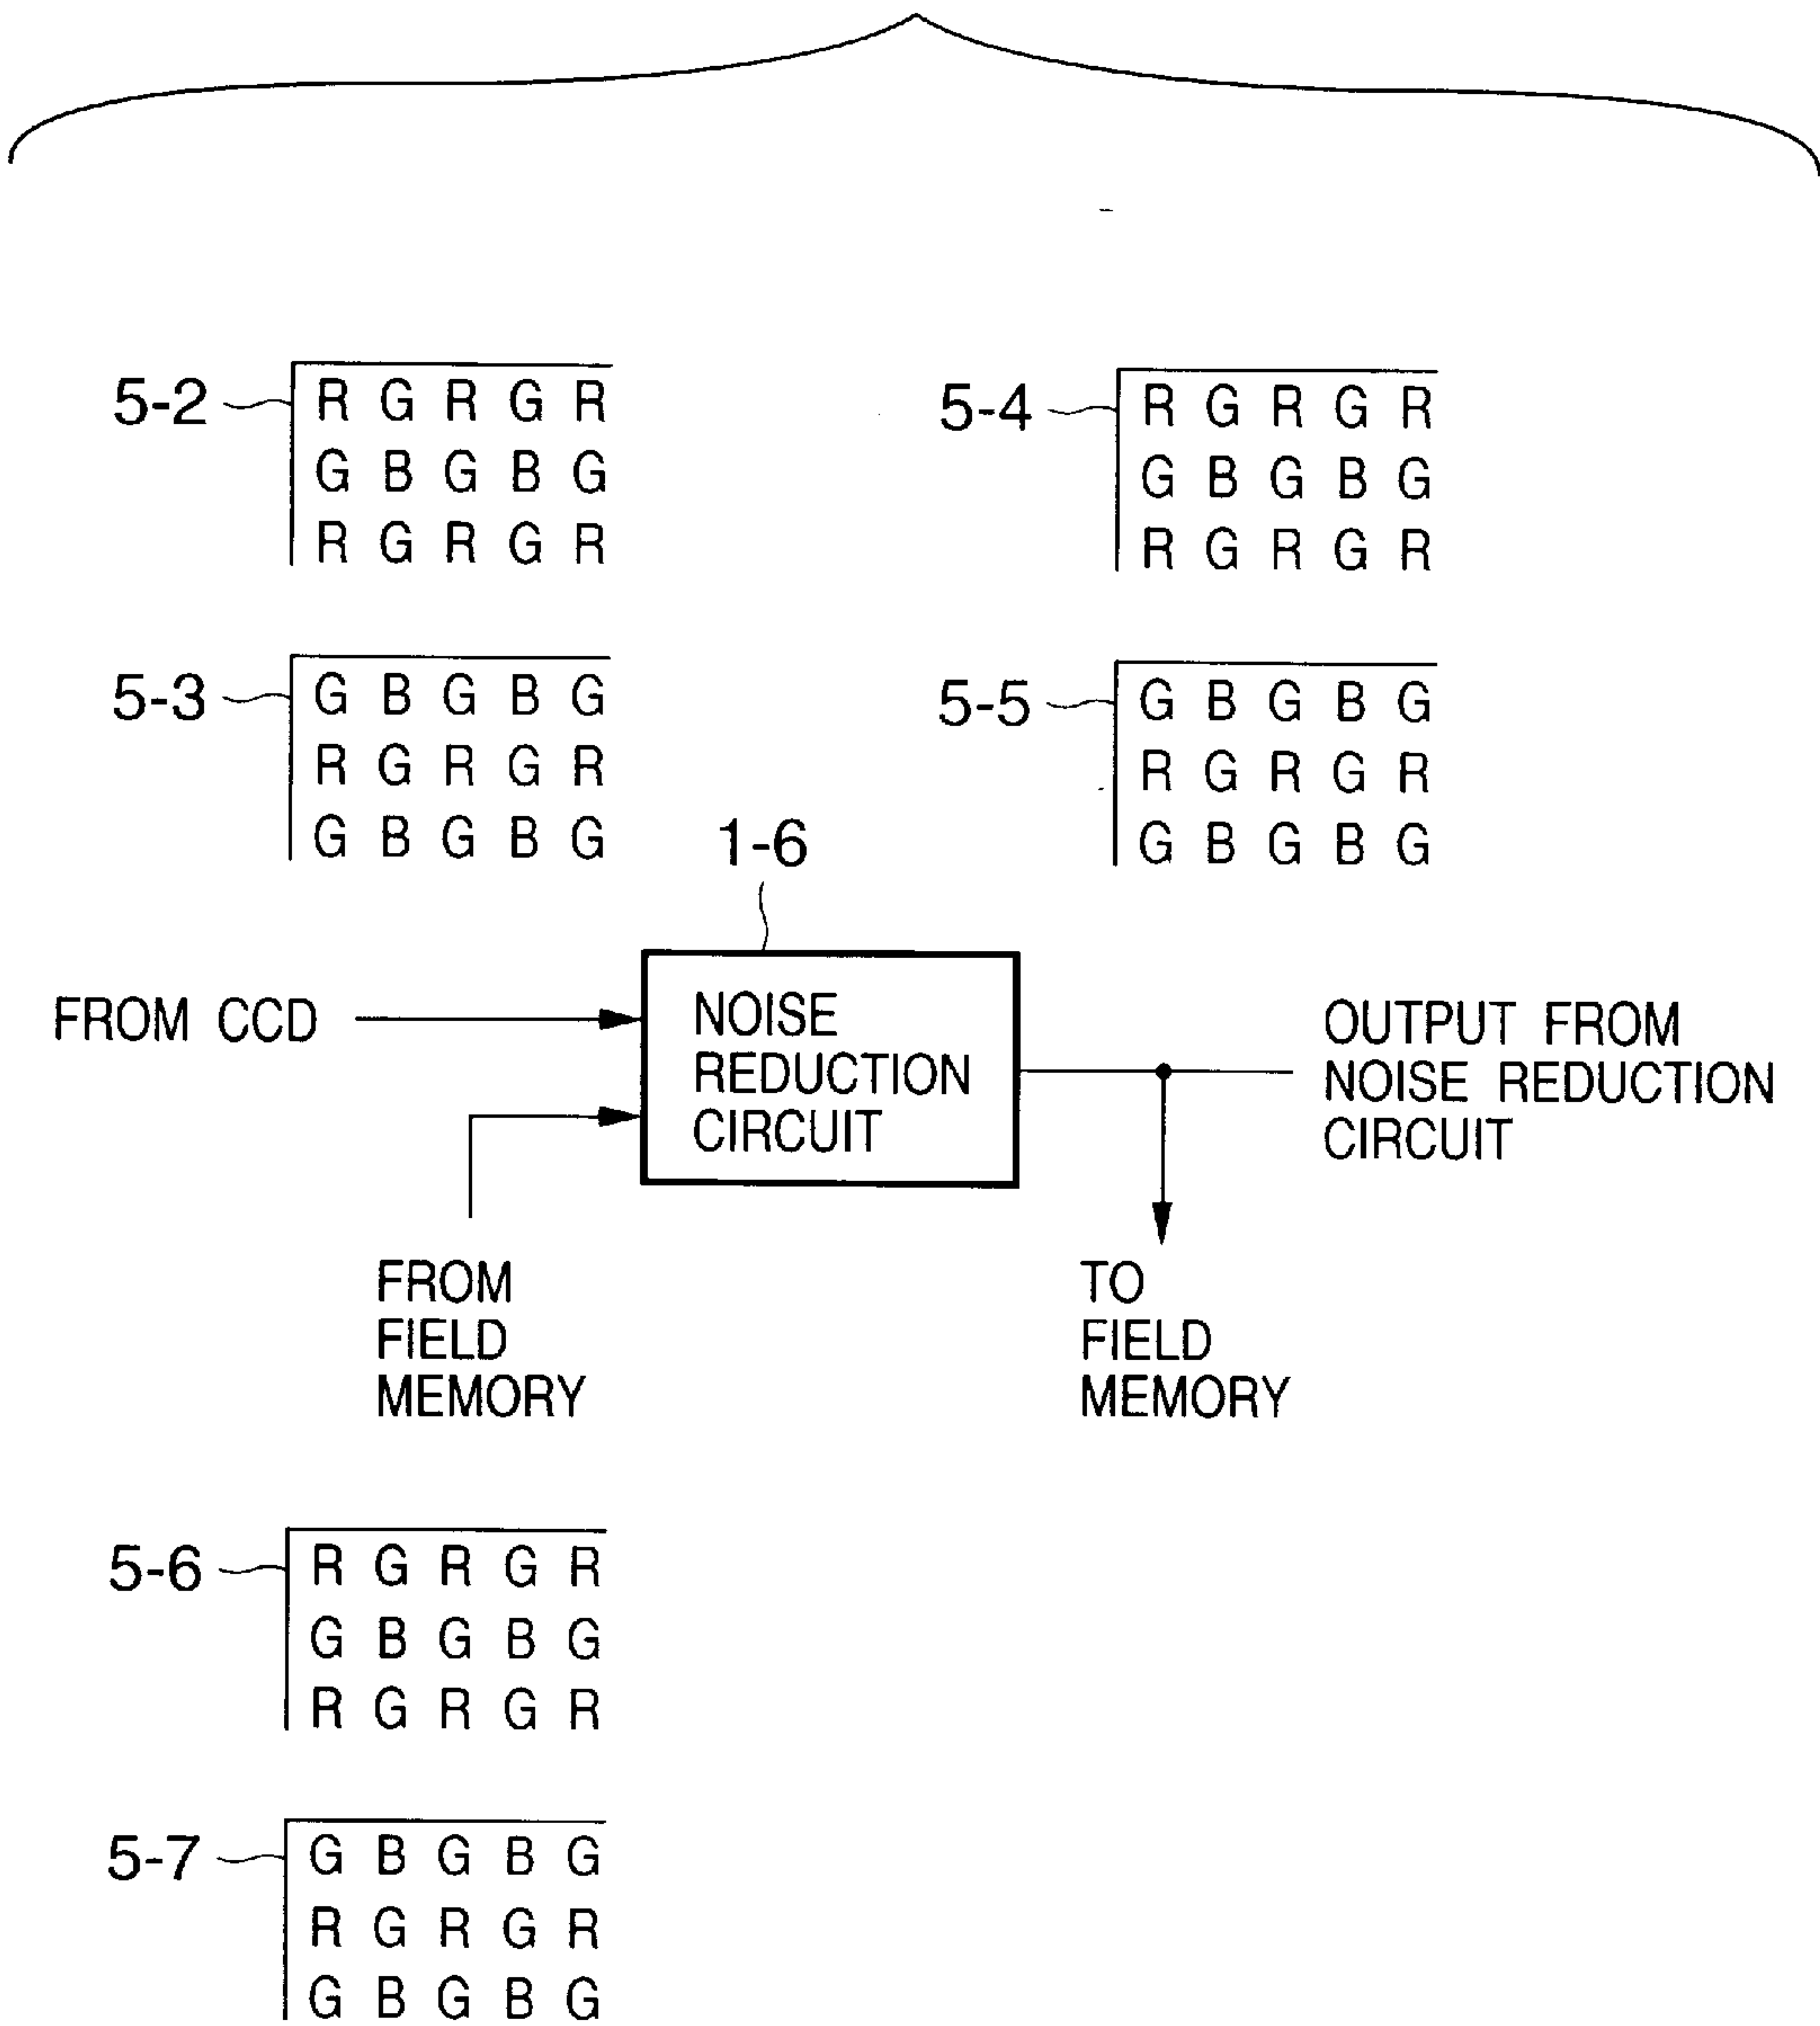 5-2
R G R G R
G B G B G
R G R G R
5-4
R G R G R
G B G B G
R G R G R
5-3
G B G B G
R G R G R
G B G B G
5-5
G B G B G
R G R G R
G B G B G
1-6
FROM CCD
NOISE
REDUCTION
CIRCUIT
OUTPUT FROM
NOISE REDUCTION
CIRCUIT
FROM
FIELD
MEMORY
TO
FIELD
MEMORY
5-6
R G R G R
G B G B G
R G R G R
5-7
G B G B G
R G R G R
G B G B G